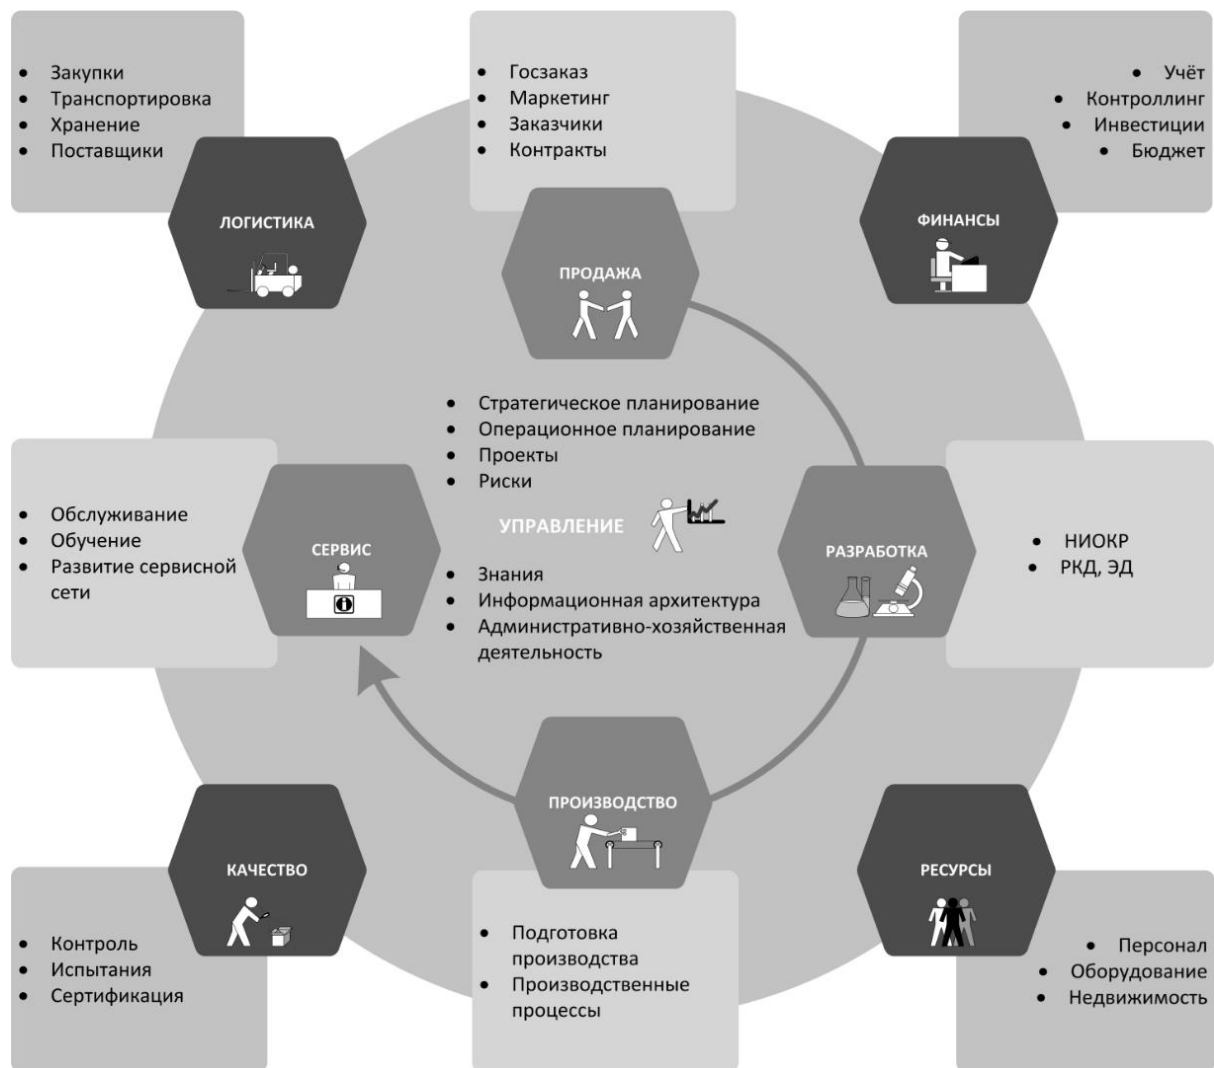 • Закупки
• Транспортировка
• Хранение
• Поставщики
ЛОГИСТИКА
• Госзаказ
• Маркетинг
• Заказчики
• Контракты
ПРОДАЖА
• Учёт
• Контроллинг
• Инвестиции
• Бюджет
ФИНАНСЫ
• Стратегическое планирование
• Операционное планирование
• Проекты
• Риски
УПРАВЛЕНИЕ
• Знания
• Информационная архитектура
• Административно-хозяйственная
деятельность
• Обслуживание
• Обучение
• Развитие сервисной
сети
СЕРВИС
РАЗРАБОТКА
• НИОКР
• РКД, ЭД
КАЧЕСТВО
• Контроль
• Испытания
• Сертификация
ПРОИЗВОДСТВО
• Подготовка
производства
• Производственные
процессы
РЕСУРСЫ
• Персонал
• Оборудование
• Недвижимость